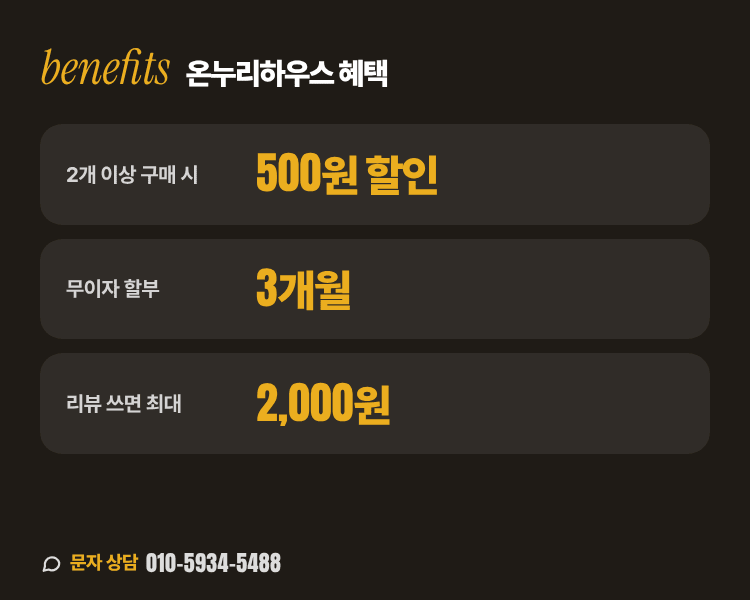 benefits 온누리하우스 혜택
2개 이상 구매 시 500원 할인
무이자 할부 3개월
리뷰 쓰면 최대 2,000원
문자 상담 010-5934-5488